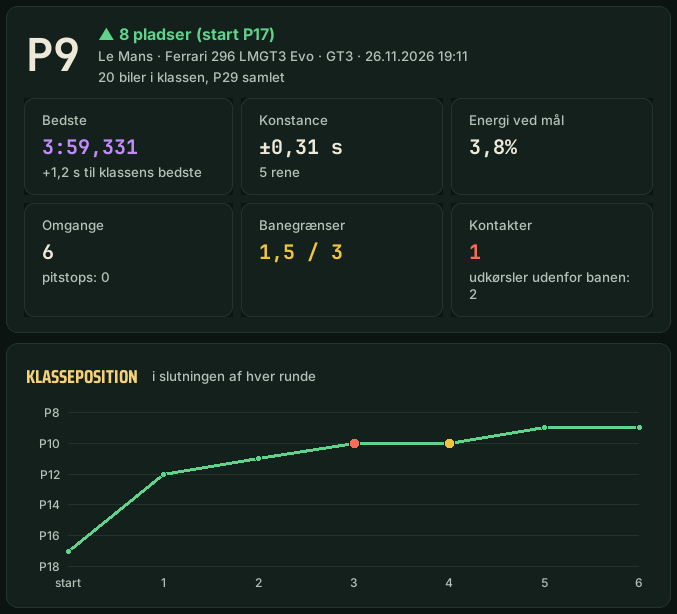 P9
▲ 8 pladser (start P17)
Le Mans · Ferrari 296 LMGT3 Evo · GT3 · 26.11.2026 19:11
20 biler i klassen, P29 samlet
Bedste
3:59,331
+1,2 s til klassens bedste
Konstance
±0,31 s
5 rene
Energi ved mål
3,8%
Omgange
6
pitstops: 0
Banegrænser
1,5 / 3
Kontakter
1
udkørsler udenfor banen:
2
KLASSEPOSITION i slutningen af hver runde
P8
P10
P12
P14
P16
P18
start 1 2 3 4 5 6